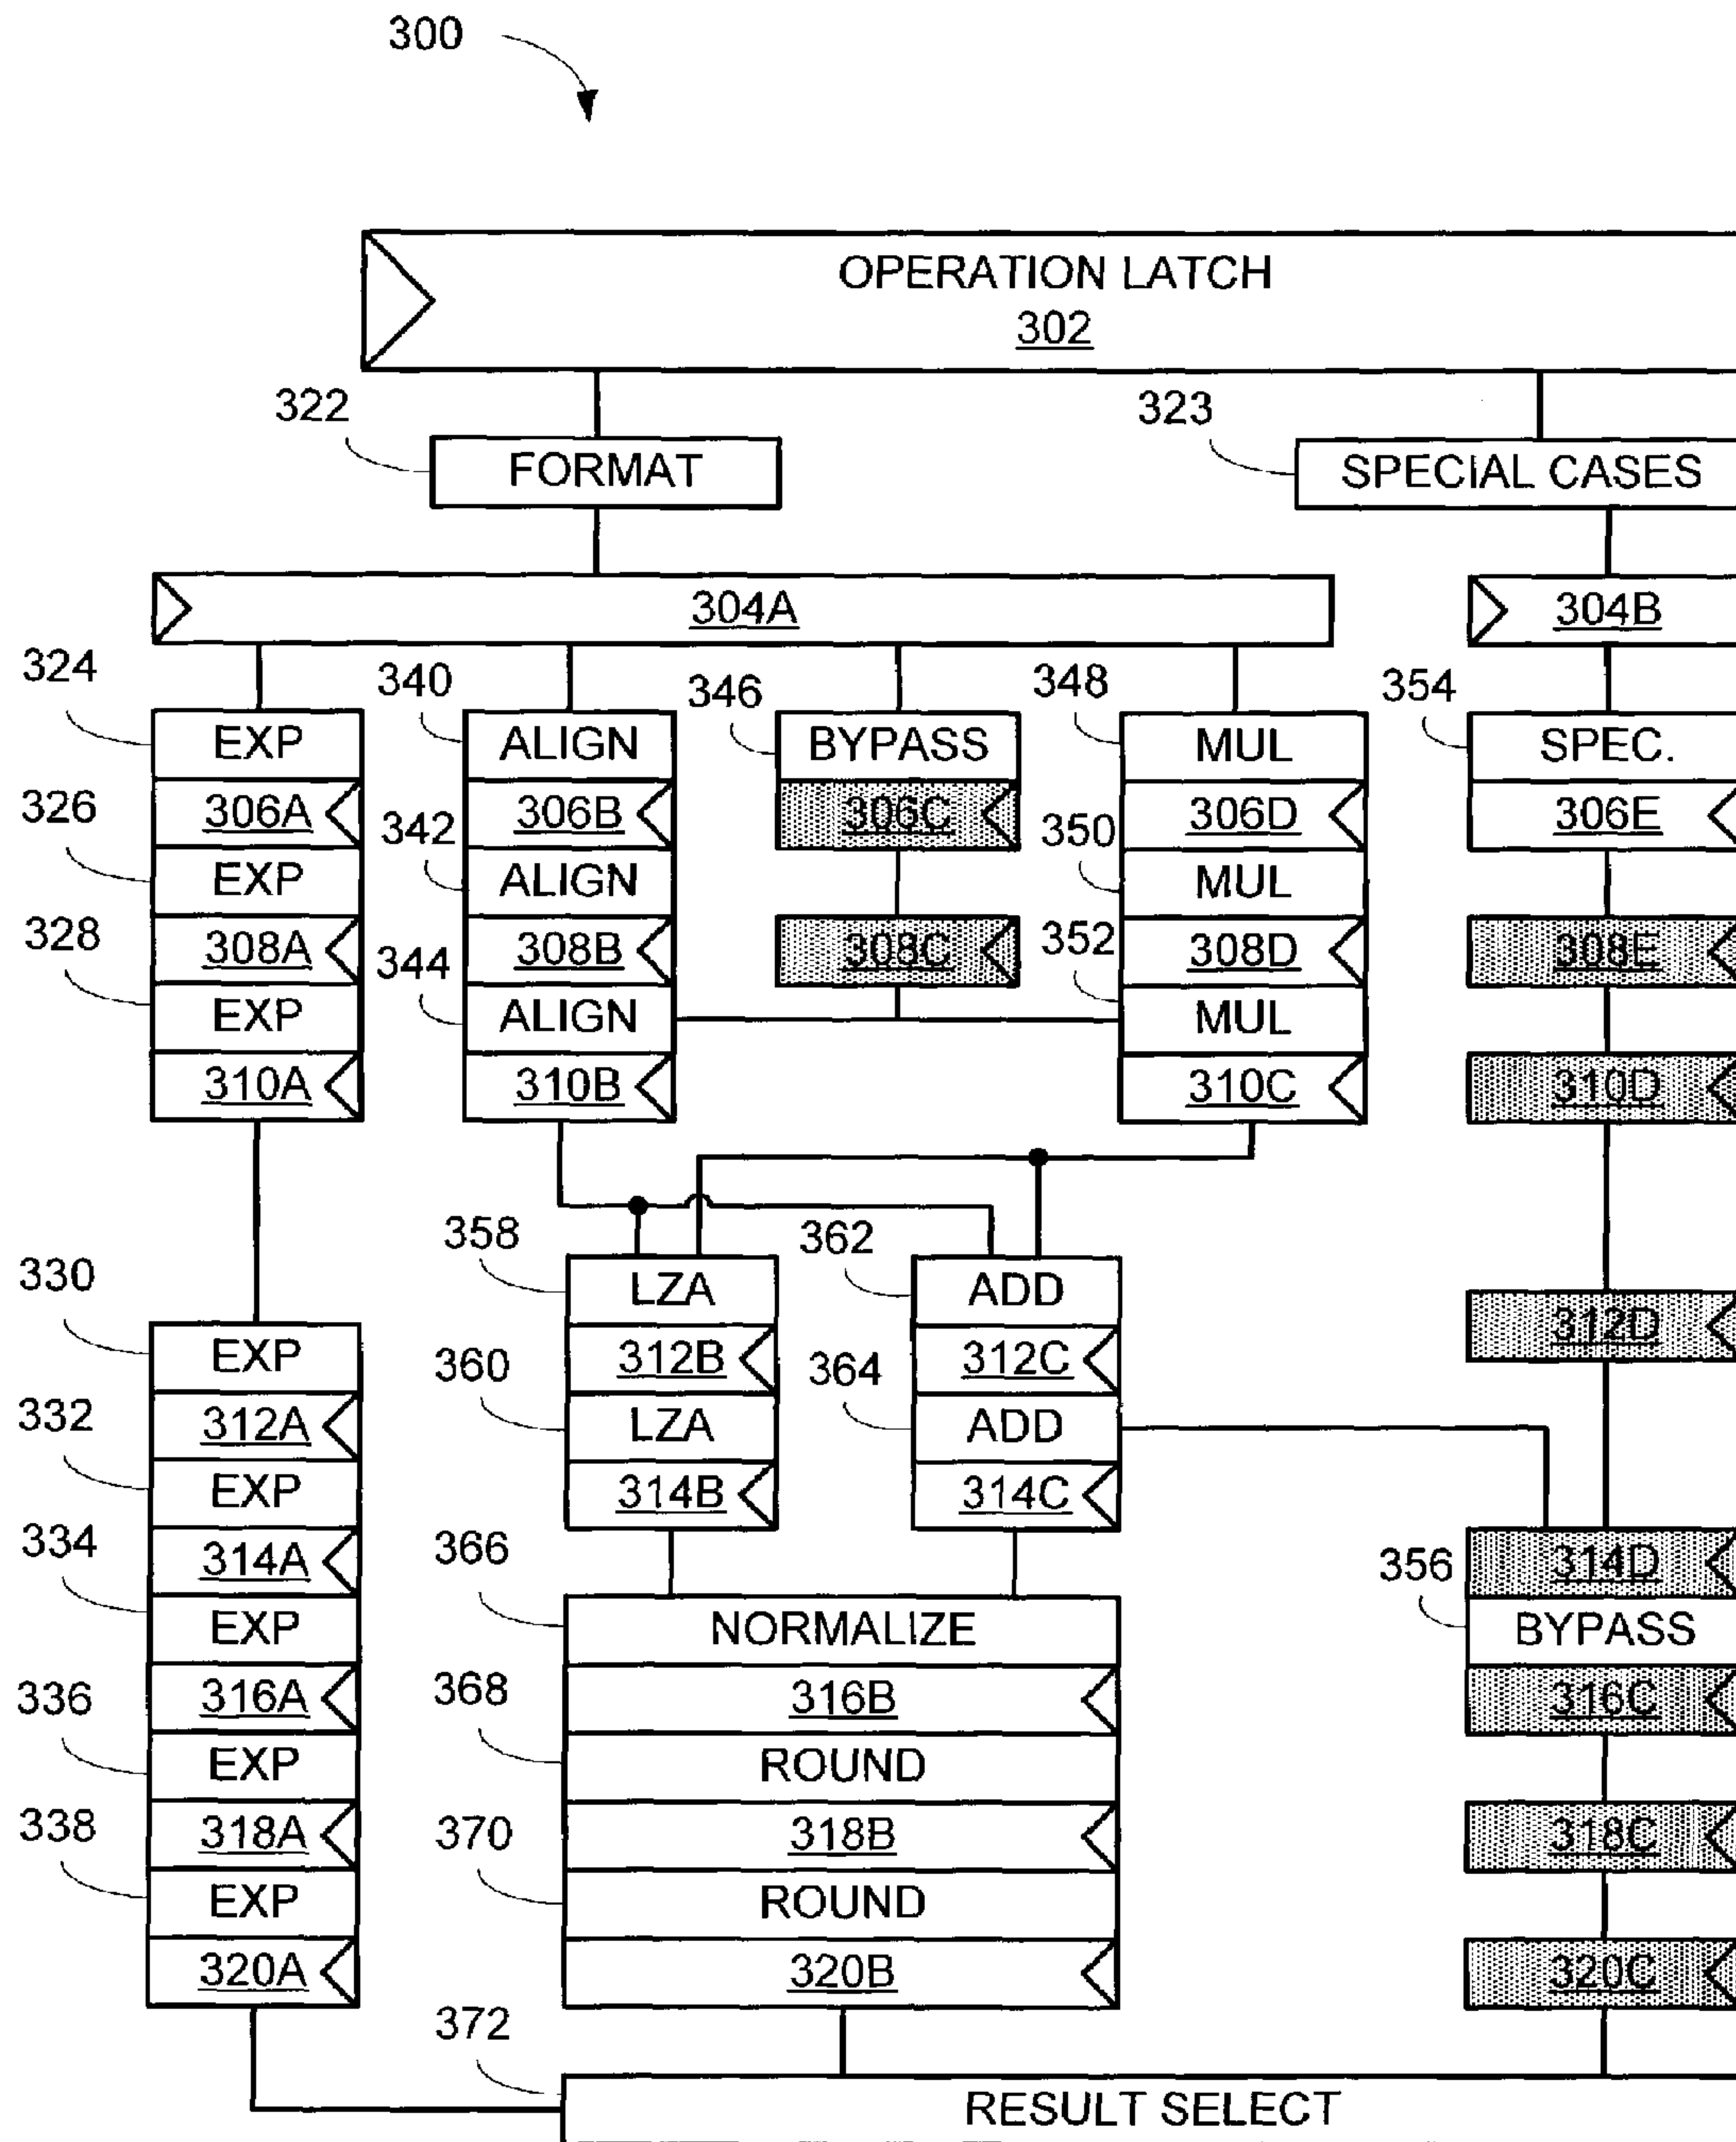 300
OPERATION LATCH
302
322
323
FORMAT
SPECIAL CASES
304A
304B
324
340
346
348
354
EXP
ALIGN
BYPASS
MUL
SPEC.
326
306A
342
306B
306C
350
306D
306E
EXP
ALIGN
MUL
328
308A
344
308B
308C
352
308D
308E
EXP
ALIGN
MUL
310A
310B
310C
310D
330
358
362
LZA
ADD
EXP
360
312B
364
312C
312D
332
312A
LZA
ADD
EXP
314B
314C
334
314A
366
356
314D
EXP
NORMALIZE
BYPASS
336
316A
368
316B
316C
EXP
ROUND
338
318A
370
318B
318C
EXP
ROUND
320A
320B
320C
372
RESULT SELECT